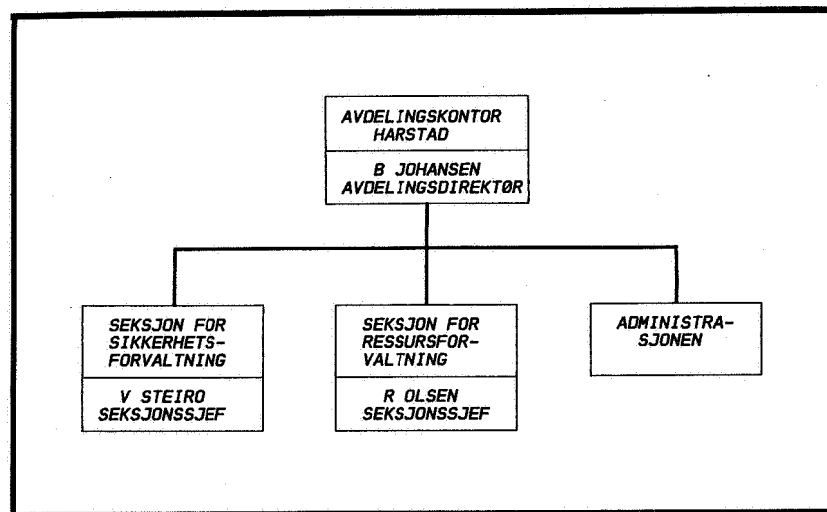 AVDELINGSKONTOR
HARSTAD
B JOHANSEN
AVDELINGSDIREKTØR
SEKSJON FOR
SIKKERHETS-
FORVALTNING
V STEIRO
SEKSJONSSJEF
SEKSJON FOR
RESSURSFOR-
VALTNING
R OLSEN
SEKSJONSSJEF
ADMINISTRA-
SJONEN